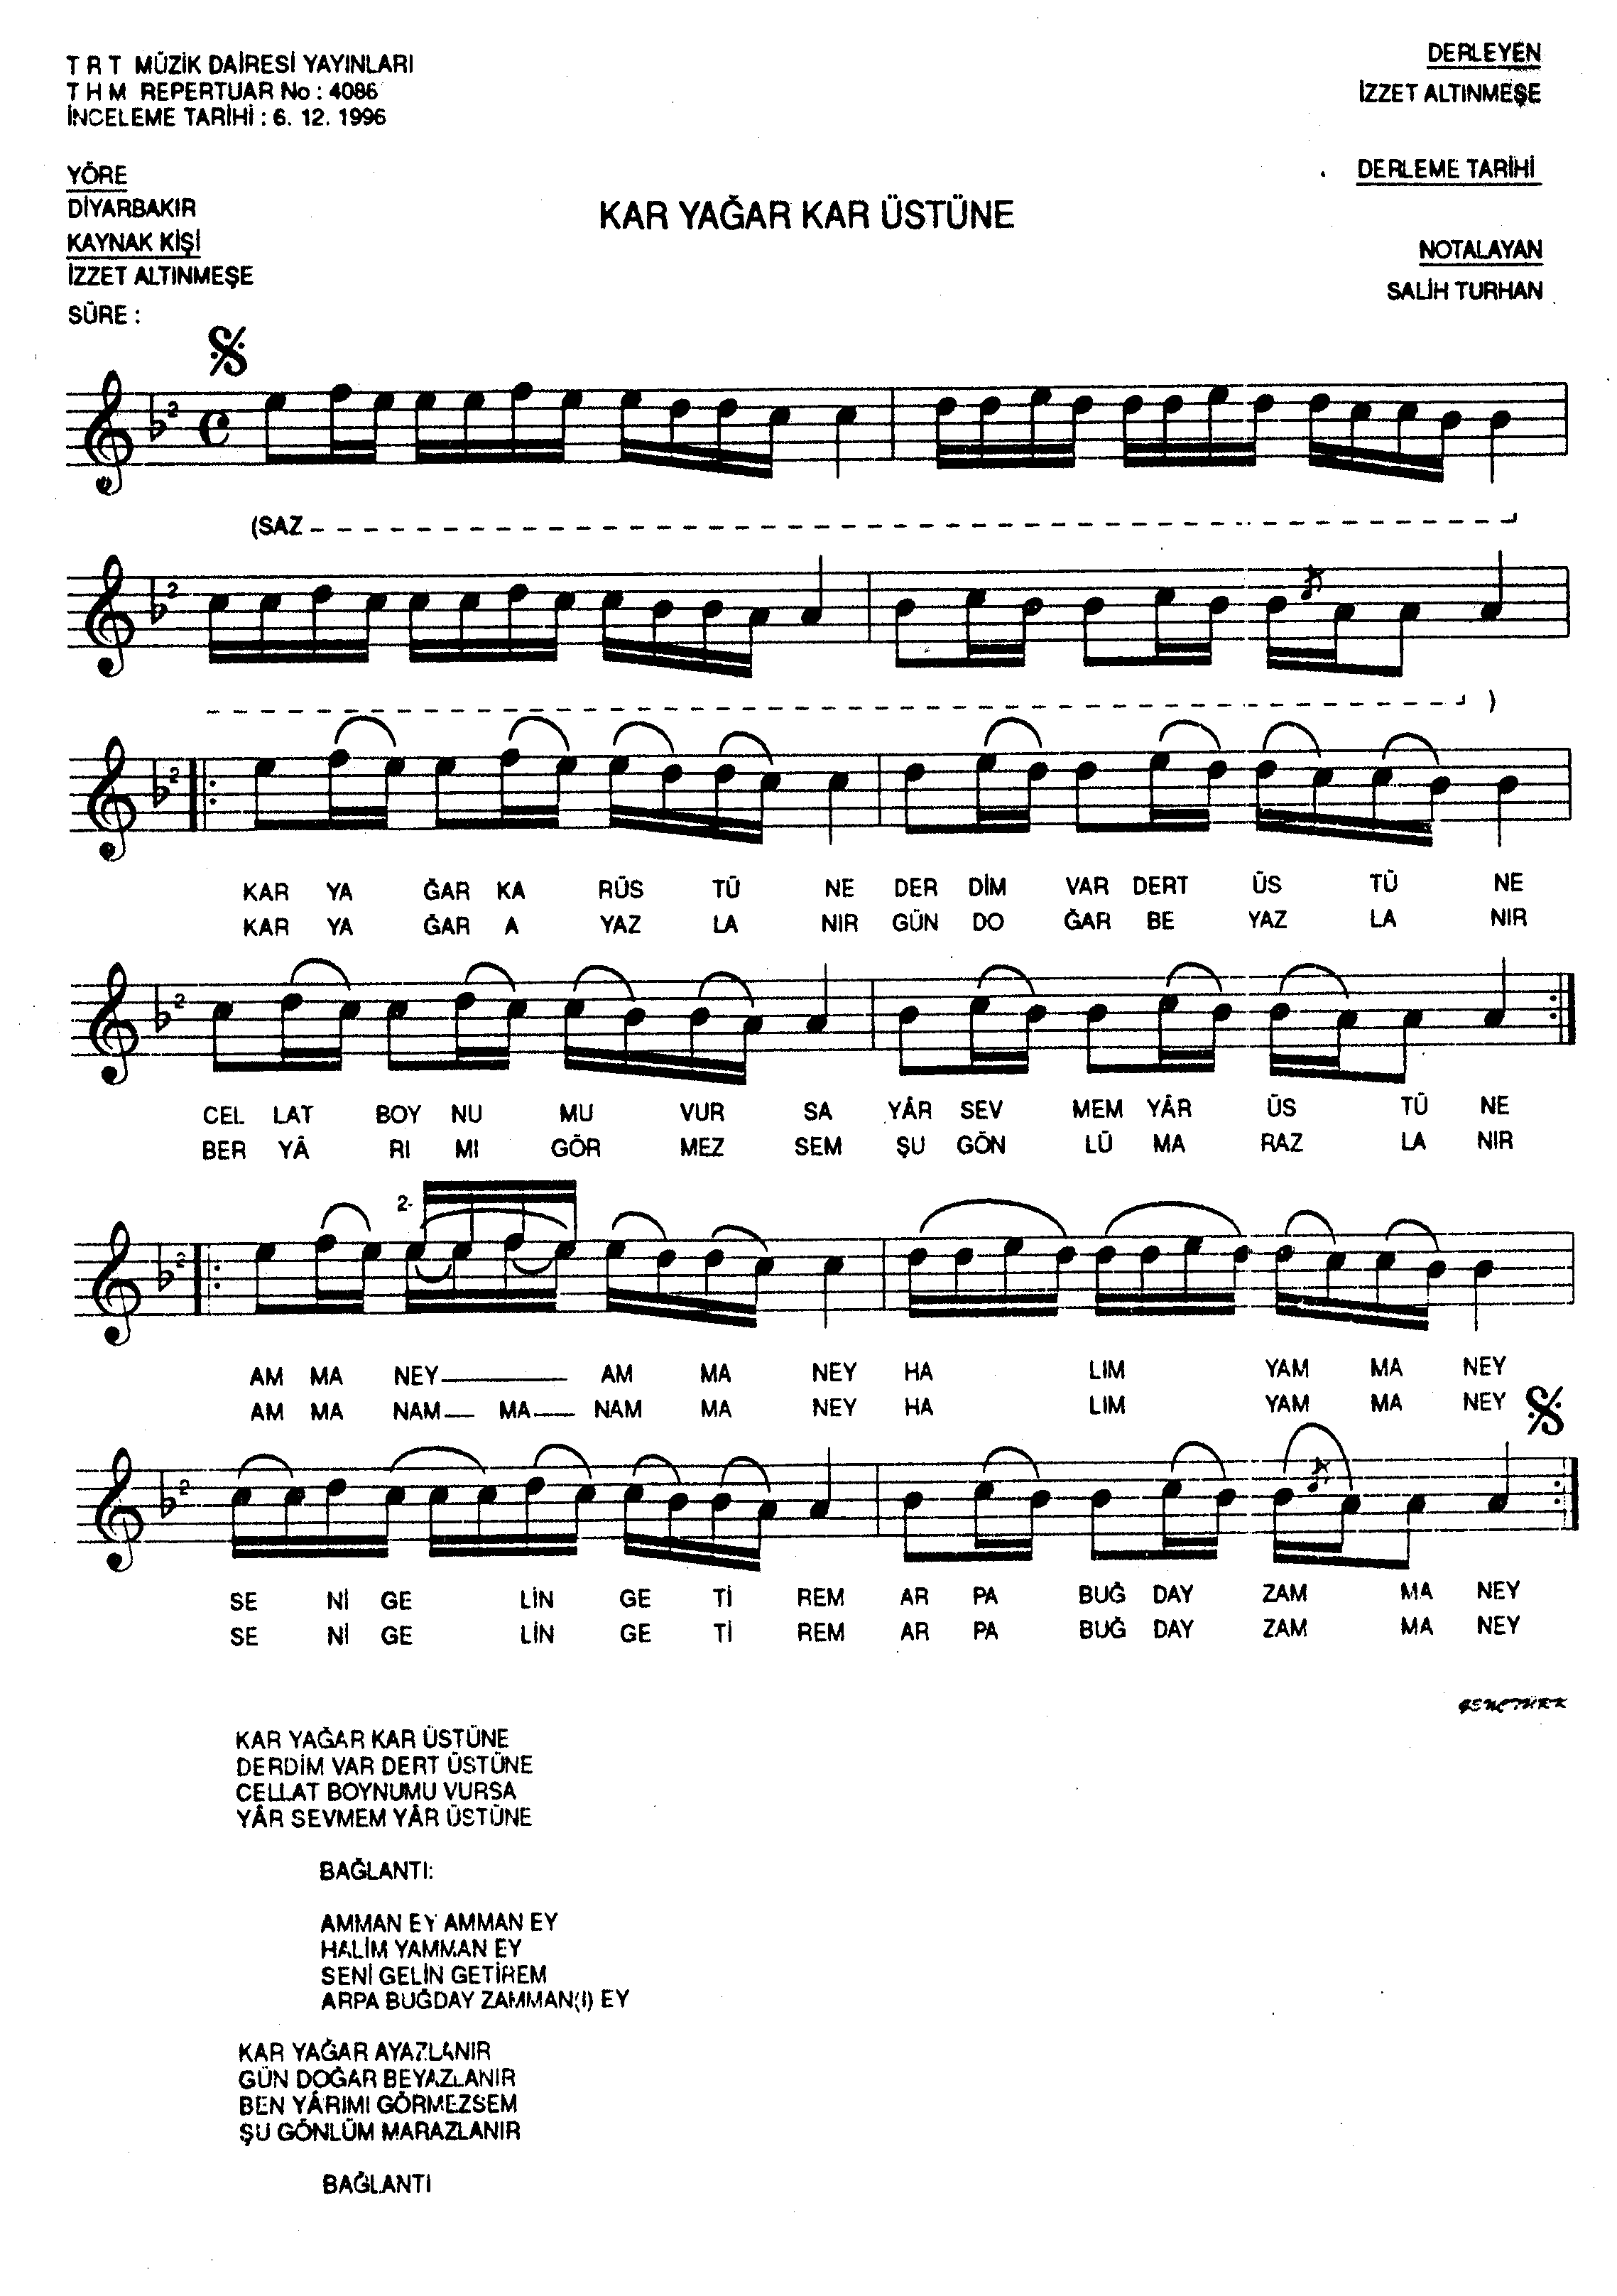 T R T MÜZİK DAİRESİ YAYINLARI
T H M REPERTUAR No : 4086
İNCELEME TARİHİ : 6. 12. 1996
DERLEYEN
İZZET ALTINMEŞE
YÖRE
DİYARBAKIR
KAYNAK KİŞİ
İZZET ALTINMEŞE
SÜRE :
KAR YAĞAR KAR ÜSTÜNE
DERLEME TARİHİ
NOTALAYAN
SALİH TURHAN
(SAZ
)
KAR YA ĞAR KA RÜS TÜ NE DER DİM VAR DERT ÜS TÜ NE
KAR YA ĞAR A YAZ LA NIR GÜN DO ĞAR BE YAZ LA NIR
CEL LAT BOY NU MU VUR SA YÂR SEV MEM YÂR ÜS TÜ NE
BER YÂ RI MI GÖR MEZ SEM ŞU GÖN LÜ MA RAZ LA NIR
2-
AM MA NEY AM MA NEY HA LIM YAM MA NEY
AM MA NAM MA NAM MA NEY HA LIM YAM MA NEY
SE Nİ GE LİN GE Tİ REM AR PA BUĞ DAY ZAM MA NEY
SE Nİ GE LİN GE Tİ REM AR PA BUĞ DAY ZAM MA NEY
GENÇTÜRK
KAR YAĞAR KAR ÜSTÜNE
DERDİM VAR DERT ÜSTÜNE
CELLAT BOYNUMU VURSA
YÂR SEVMEM YÂR ÜSTÜNE
BAĞLANTI:
AMMAN EY AMMAN EY
HALİM YAMMAN EY
SENİ GELİN GETİREM
ARPA BUĞDAY ZAMMAN(I) EY
KAR YAĞAR AYAZLANIR
GÜN DOĞAR BEYAZLANIR
BEN YÂRIMI GÖRMEZSEM
ŞU GÖNLÜM MARAZLANIR
BAĞLANTI